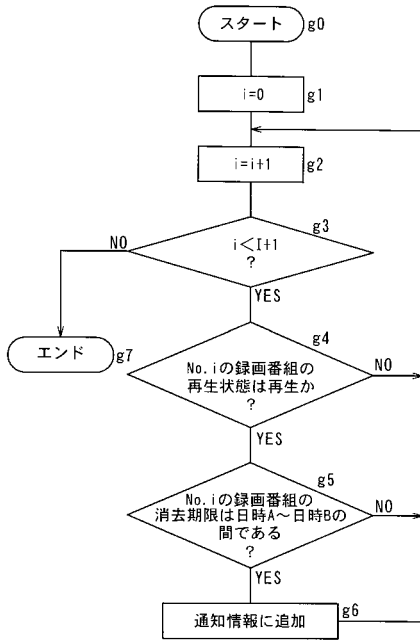 スタート g0
i=0 g1
i=i+1 g2
g3
NO
i<I+1
?
YES
エンド g7
g4
No.iの録画番組の
再生状態は再生か
?
NO
YES
g5
No.iの録画番組の
消去期限は日時A~日時Bの
間である
?
NO
YES
通知情報に追加 g6